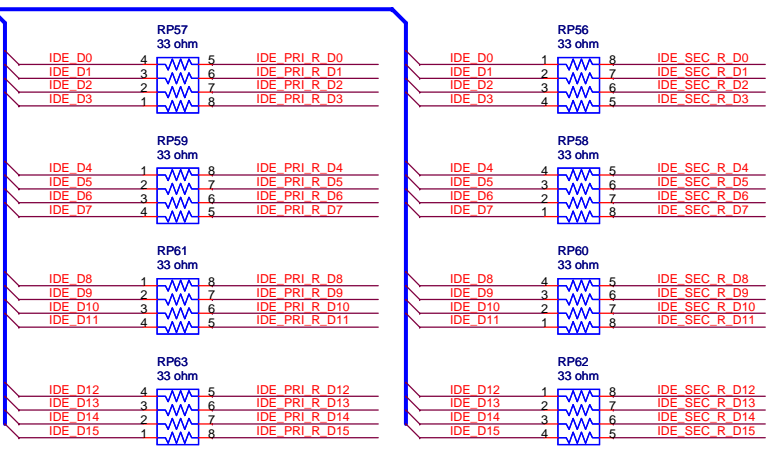 RP57
33 ohm
IDE_D0 4 5 IDE_PRI_R_D0
IDE_D1 3 6 IDE_PRI_R_D1
IDE_D2 2 7 IDE_PRI_R_D2
IDE_D3 1 8 IDE_PRI_R_D3
RP56
33 ohm
IDE_D0 1 8 IDE_SEC_R_D0
IDE_D1 2 7 IDE_SEC_R_D1
IDE_D2 3 6 IDE_SEC_R_D2
IDE_D3 4 5 IDE_SEC_R_D3
RP59
33 ohm
IDE_D4 1 8 IDE_PRI_R_D4
IDE_D5 2 7 IDE_PRI_R_D5
IDE_D6 3 6 IDE_PRI_R_D6
IDE_D7 4 5 IDE_PRI_R_D7
RP58
33 ohm
IDE_D4 4 5 IDE_SEC_R_D4
IDE_D5 3 6 IDE_SEC_R_D5
IDE_D6 2 7 IDE_SEC_R_D6
IDE_D7 1 8 IDE_SEC_R_D7
RP61
33 ohm
IDE_D8 1 8 IDE_PRI_R_D8
IDE_D9 2 7 IDE_PRI_R_D9
IDE_D10 3 6 IDE_PRI_R_D10
IDE_D11 4 5 IDE_PRI_R_D11
RP60
33 ohm
IDE_D8 4 5 IDE_SEC_R_D8
IDE_D9 3 6 IDE_SEC_R_D9
IDE_D10 2 7 IDE_SEC_R_D10
IDE_D11 1 8 IDE_SEC_R_D11
RP63
33 ohm
IDE_D12 4 5 IDE_PRI_R_D12
IDE_D13 3 6 IDE_PRI_R_D13
IDE_D14 2 7 IDE_PRI_R_D14
IDE_D15 1 8 IDE_PRI_R_D15
RP62
33 ohm
IDE_D12 1 8 IDE_SEC_R_D12
IDE_D13 2 7 IDE_SEC_R_D13
IDE_D14 3 6 IDE_SEC_R_D14
IDE_D15 4 5 IDE_SEC_R_D15